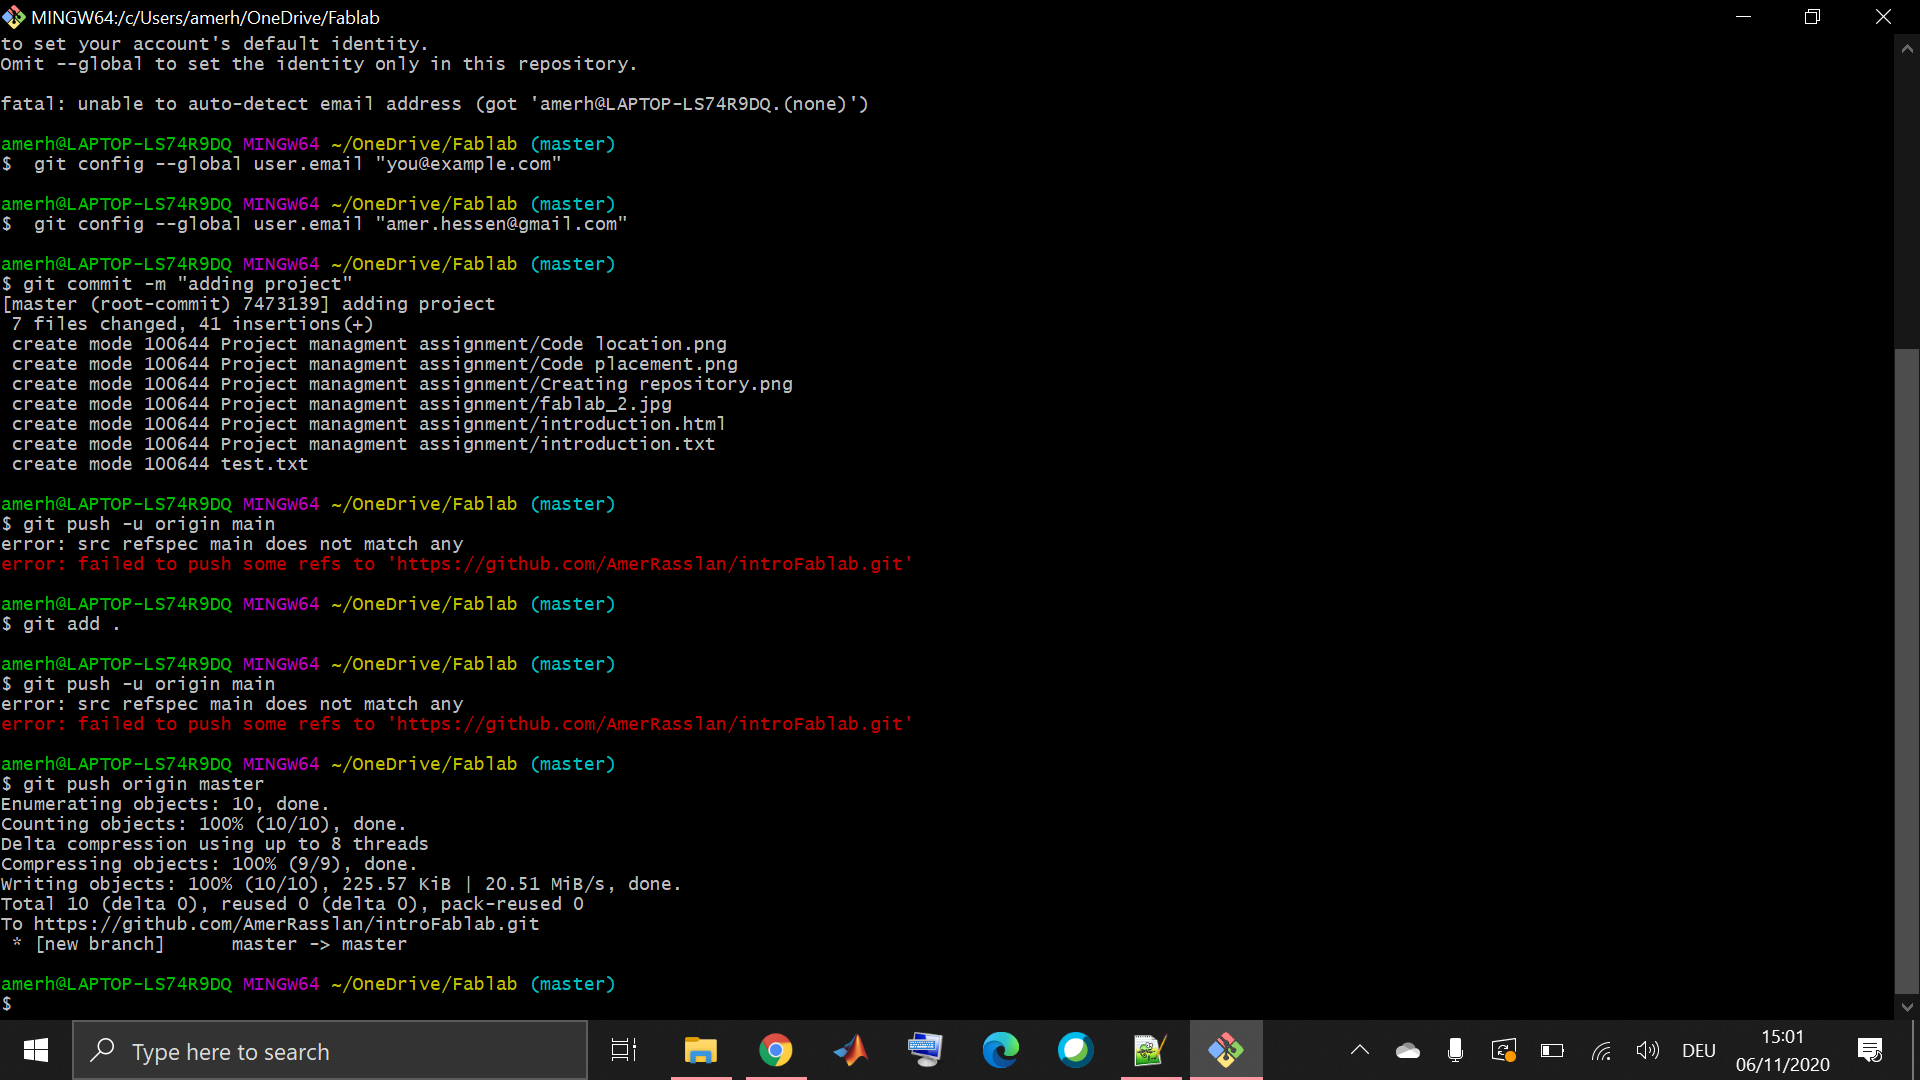 MINGW64:/c/Users/amerh/OneDrive/Fablab
to set your account's default identity.
Omit --global to set the identity only in this repository.
fatal: unable to auto-detect email address (got 'amerh@LAPTOP-LS74R9DQ.(none)')
amerh@LAPTOP-LS74R9DQ MINGW64 ~/OneDrive/Fablab (master)
$  git config --global user.email "you@example.com"
amerh@LAPTOP-LS74R9DQ MINGW64 ~/OneDrive/Fablab (master)
$  git config --global user.email "amer.hessen@gmail.com"
amerh@LAPTOP-LS74R9DQ MINGW64 ~/OneDrive/Fablab (master)
$ git commit -m "adding project"
[master (root-commit) 7473139] adding project
 7 files changed, 41 insertions(+)
 create mode 100644 Project managment assignment/Code location.png
 create mode 100644 Project managment assignment/Code placement.png
 create mode 100644 Project managment assignment/Creating repository.png
 create mode 100644 Project managment assignment/fablab_2.jpg
 create mode 100644 Project managment assignment/introduction.html
 create mode 100644 Project managment assignment/introduction.txt
 create mode 100644 test.txt
amerh@LAPTOP-LS74R9DQ MINGW64 ~/OneDrive/Fablab (master)
$ git push -u origin main
error: src refspec main does not match any
error: failed to push some refs to 'https://github.com/AmerRasslan/introFablab.git'
amerh@LAPTOP-LS74R9DQ MINGW64 ~/OneDrive/Fablab (master)
$ git add .
amerh@LAPTOP-LS74R9DQ MINGW64 ~/OneDrive/Fablab (master)
$ git push -u origin main
error: src refspec main does not match any
error: failed to push some refs to 'https://github.com/AmerRasslan/introFablab.git'
amerh@LAPTOP-LS74R9DQ MINGW64 ~/OneDrive/Fablab (master)
$ git push origin master
Enumerating objects: 10, done.
Counting objects: 100% (10/10), done.
Delta compression using up to 8 threads
Compressing objects: 100% (9/9), done.
Writing objects: 100% (10/10), 225.57 KiB | 20.51 MiB/s, done.
Total 10 (delta 0), reused 0 (delta 0), pack-reused 0
To https://github.com/AmerRasslan/introFablab.git
 * [new branch]      master -> master
amerh@LAPTOP-LS74R9DQ MINGW64 ~/OneDrive/Fablab (master)
$
Type here to search
DEU
15:01
06/11/2020